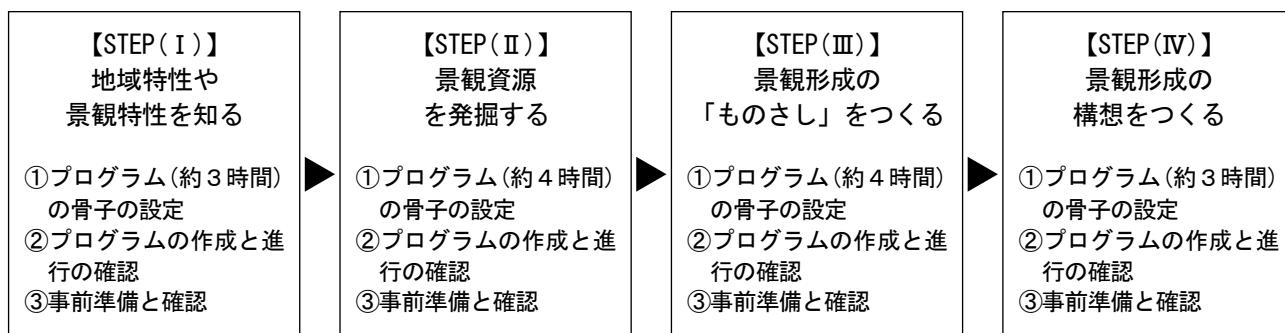 【STEP(Ⅰ)】
地域特性や
景観特性を知る
①プログラム(約3時間)
の骨子の設定
②プログラムの作成と進
行の確認
③事前準備と確認
【STEP(Ⅱ)】
景観資源
を発掘する
①プログラム(約4時間)
の骨子の設定
②プログラムの作成と進
行の確認
③事前準備と確認
【STEP(Ⅲ)】
景観形成の
「ものさし」をつくる
①プログラム(約4時間)
の骨子の設定
②プログラムの作成と進
行の確認
③事前準備と確認
【STEP(Ⅳ)】
景観形成の
構想をつくる
①プログラム(約3時間)
の骨子の設定
②プログラムの作成と進
行の確認
③事前準備と確認